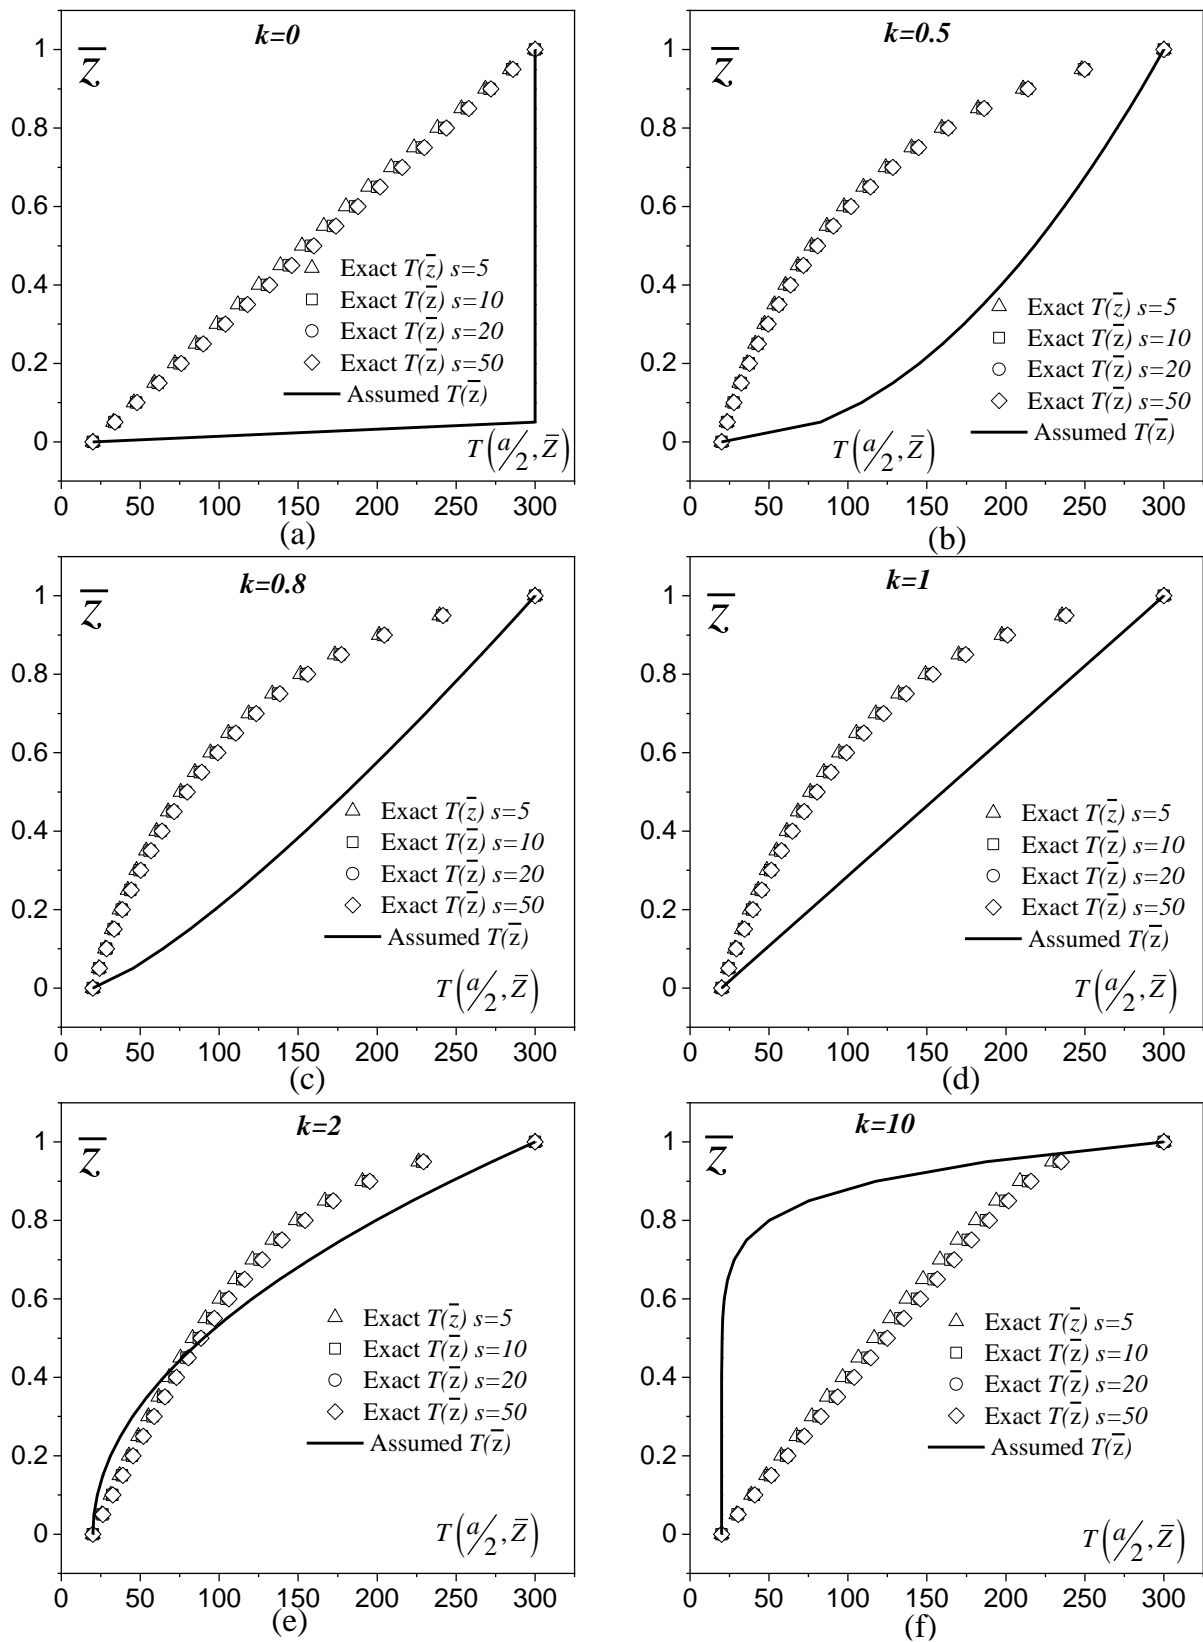 k=0
z̅
1
0.8
0.6
0.4
0.2
0
Exact T(z̅) s=5
Exact T(z̅) s=10
Exact T(z̅) s=20
Exact T(z̅) s=50
Assumed T(z̅)
T(a/2, Z̅)
0 50 100 150 200 250 300
(a)
k=0.5
z̅
1
0.8
0.6
0.4
0.2
0
Exact T(z̅) s=5
Exact T(z̅) s=10
Exact T(z̅) s=20
Exact T(z̅) s=50
Assumed T(z̅)
T(a/2, Z̅)
0 50 100 150 200 250 300
(b)
k=0.8
z̅
1
0.8
0.6
0.4
0.2
0
Exact T(z̅) s=5
Exact T(z̅) s=10
Exact T(z̅) s=20
Exact T(z̅) s=50
Assumed T(z̅)
T(a/2, Z̅)
0 50 100 150 200 250 300
(c)
k=1
z̅
1
0.8
0.6
0.4
0.2
0
Exact T(z̅) s=5
Exact T(z̅) s=10
Exact T(z̅) s=20
Exact T(z̅) s=50
Assumed T(z̅)
T(a/2, Z̅)
0 50 100 150 200 250 300
(d)
k=2
z̅
1
0.8
0.6
0.4
0.2
0
Exact T(z̅) s=5
Exact T(z̅) s=10
Exact T(z̅) s=20
Exact T(z̅) s=50
Assumed T(z̅)
T(a/2, Z̅)
0 50 100 150 200 250 300
(e)
k=10
z̅
1
0.8
0.6
0.4
0.2
0
Exact T(z̅) s=5
Exact T(z̅) s=10
Exact T(z̅) s=20
Exact T(z̅) s=50
Assumed T(z̅)
T(a/2, Z̅)
0 50 100 150 200 250 300
(f)